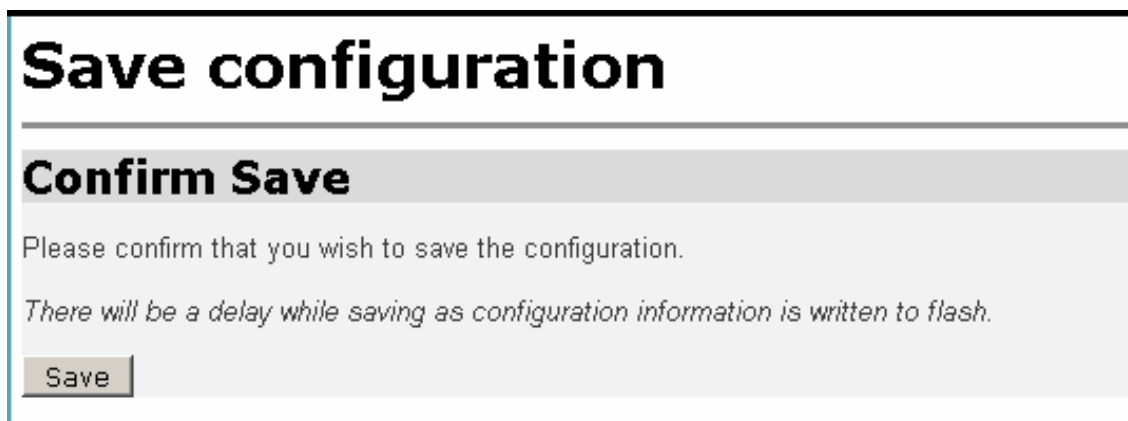 Save configuration
Confirm Save
Please confirm that you wish to save the configuration.
There will be a delay while saving as configuration information is written to flash.
Save